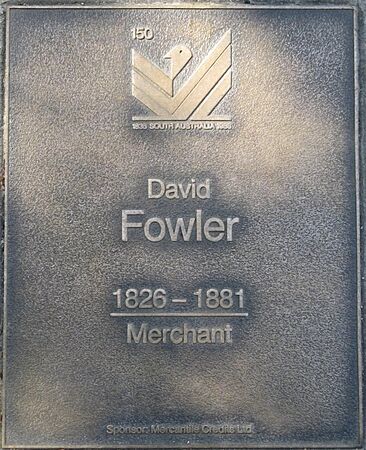 150
1836 SOUTH AUSTRALIA 1986
David
Fowler
1826 – 1881
Merchant
Sponsor: Mercantile Credits Ltd